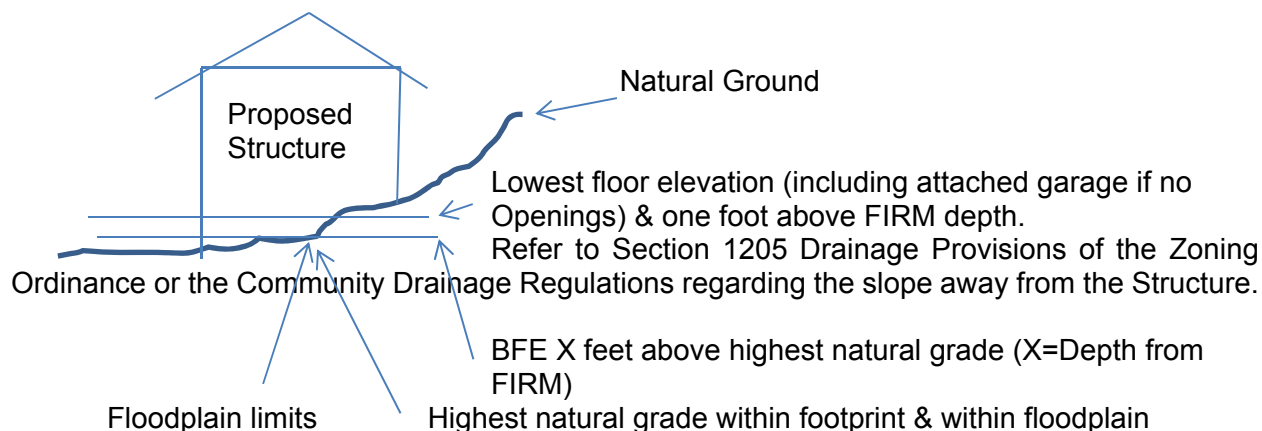 Natural Ground
Proposed
Structure
Lowest floor elevation (including attached garage if no
Openings) & one foot above FIRM depth.
Refer to Section 1205 Drainage Provisions of the Zoning
Ordinance or the Community Drainage Regulations regarding the slope away from the Structure.
BFE X feet above highest natural grade (X=Depth from
FIRM)
Floodplain limits
Highest natural grade within footprint & within floodplain